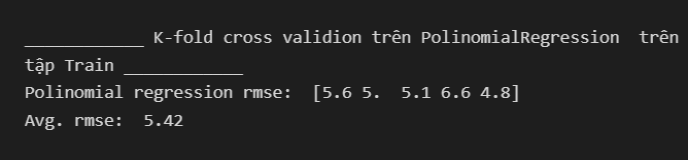 ____________ K-fold cross validion trên PolinomialRegression  trên
tập Train ____________
Polinomial regression rmse:  [5.6 5.  5.1 6.6 4.8]
Avg. rmse:  5.42